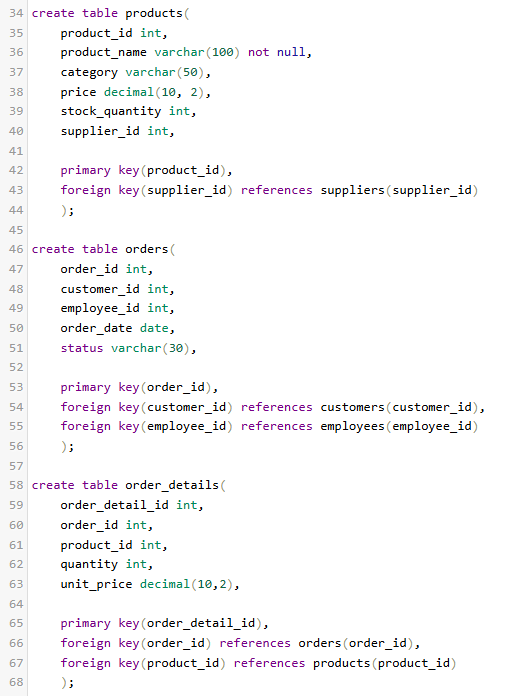 34 create table products(
35     product_id int,
36     product_name varchar(100) not null,
37     category varchar(50),
38     price decimal(10, 2),
39     stock_quantity int,
40     supplier_id int,
41
42     primary key(product_id),
43     foreign key(supplier_id) references suppliers(supplier_id)
44     );
45
46 create table orders(
47     order_id int,
48     customer_id int,
49     employee_id int,
50     order_date date,
51     status varchar(30),
52
53     primary key(order_id),
54     foreign key(customer_id) references customers(customer_id),
55     foreign key(employee_id) references employees(employee_id)
56     );
57
58 create table order_details(
59     order_detail_id int,
60     order_id int,
61     product_id int,
62     quantity int,
63     unit_price decimal(10,2),
64
65     primary key(order_detail_id),
66     foreign key(order_id) references orders(order_id),
67     foreign key(product_id) references products(product_id)
68     );